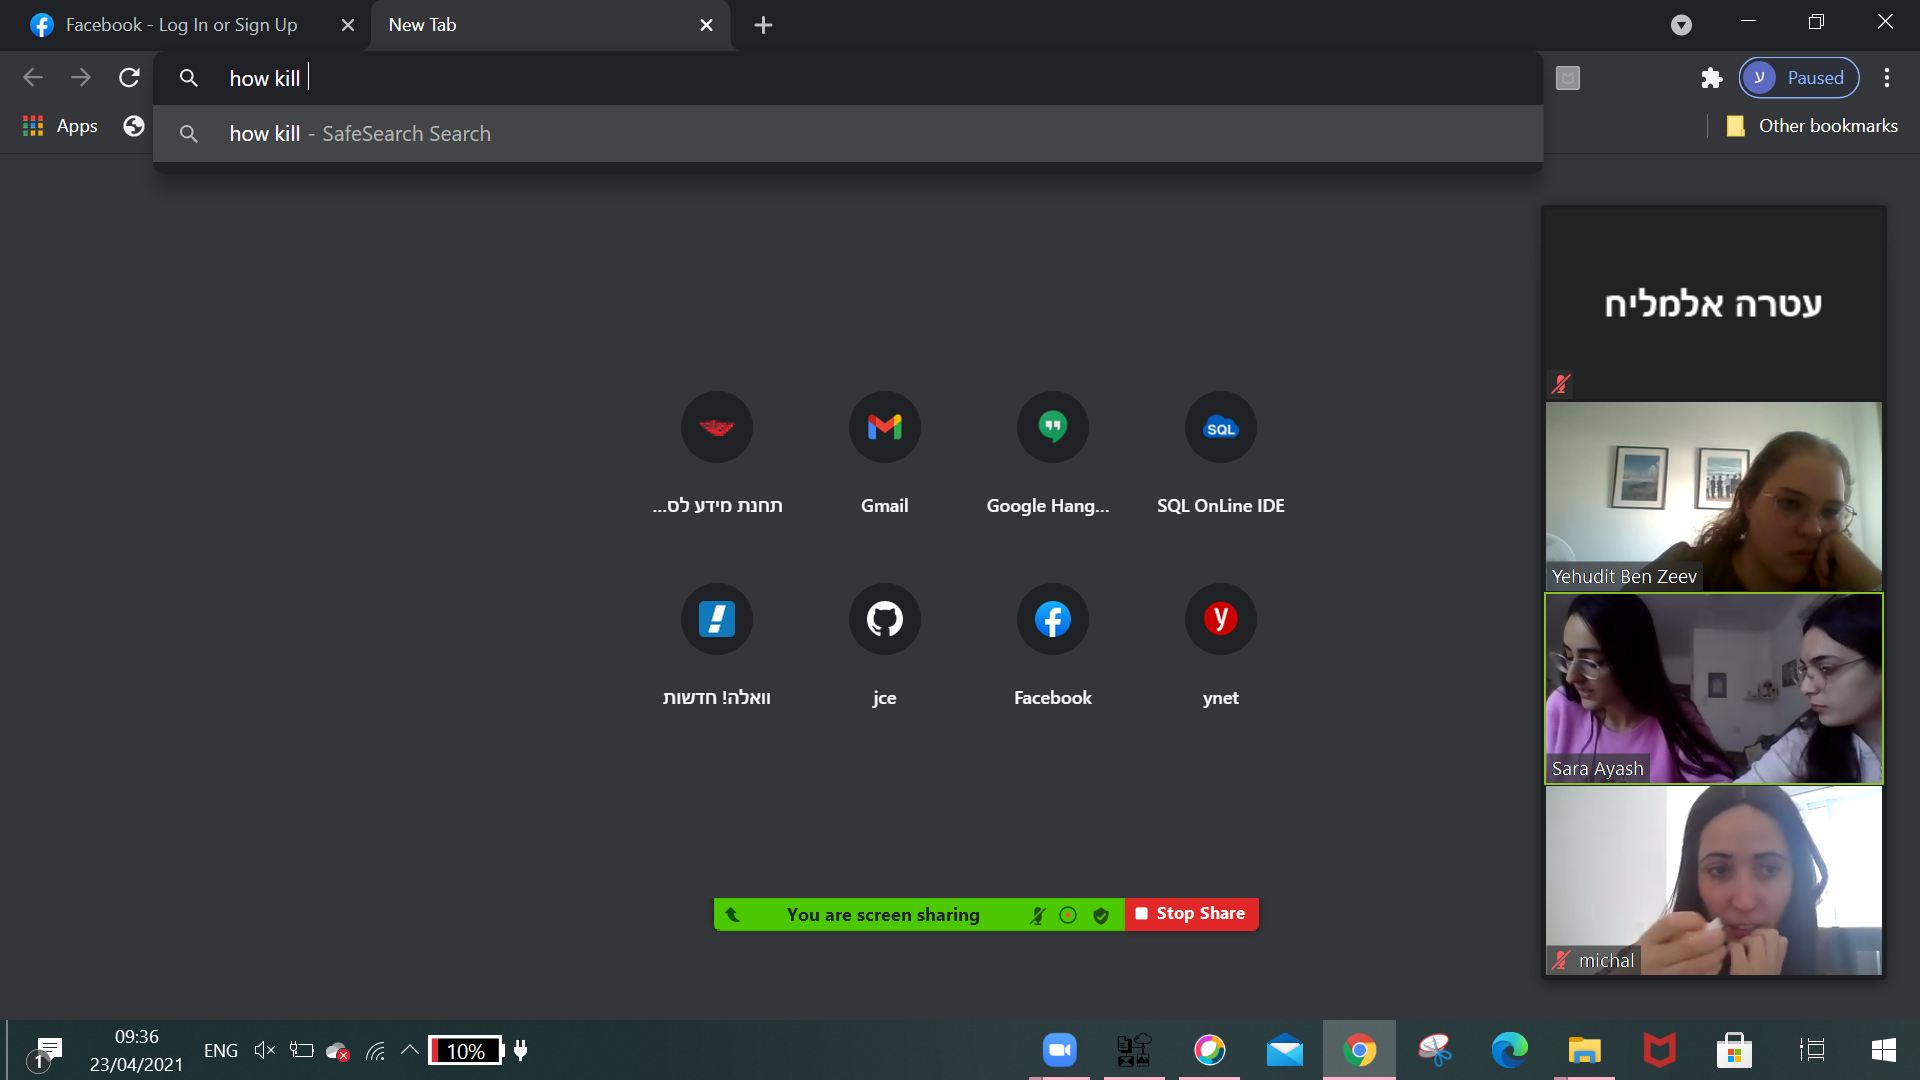 Facebook - Log In or Sign Up
New Tab
how kill
Paused
ע
Apps
how kill - SafeSearch Search
Other bookmarks
עטרה אלמליח
תחנת מידע לס...
Gmail
Google Hang...
SQL OnLine IDE
SQL
Yehudit Ben Zeev
וואלה! חדשות
jce
Facebook
ynet
y
Sara Ayash
You are screen sharing
Stop Share
michal
1
09:36
23/04/2021
ENG
10%